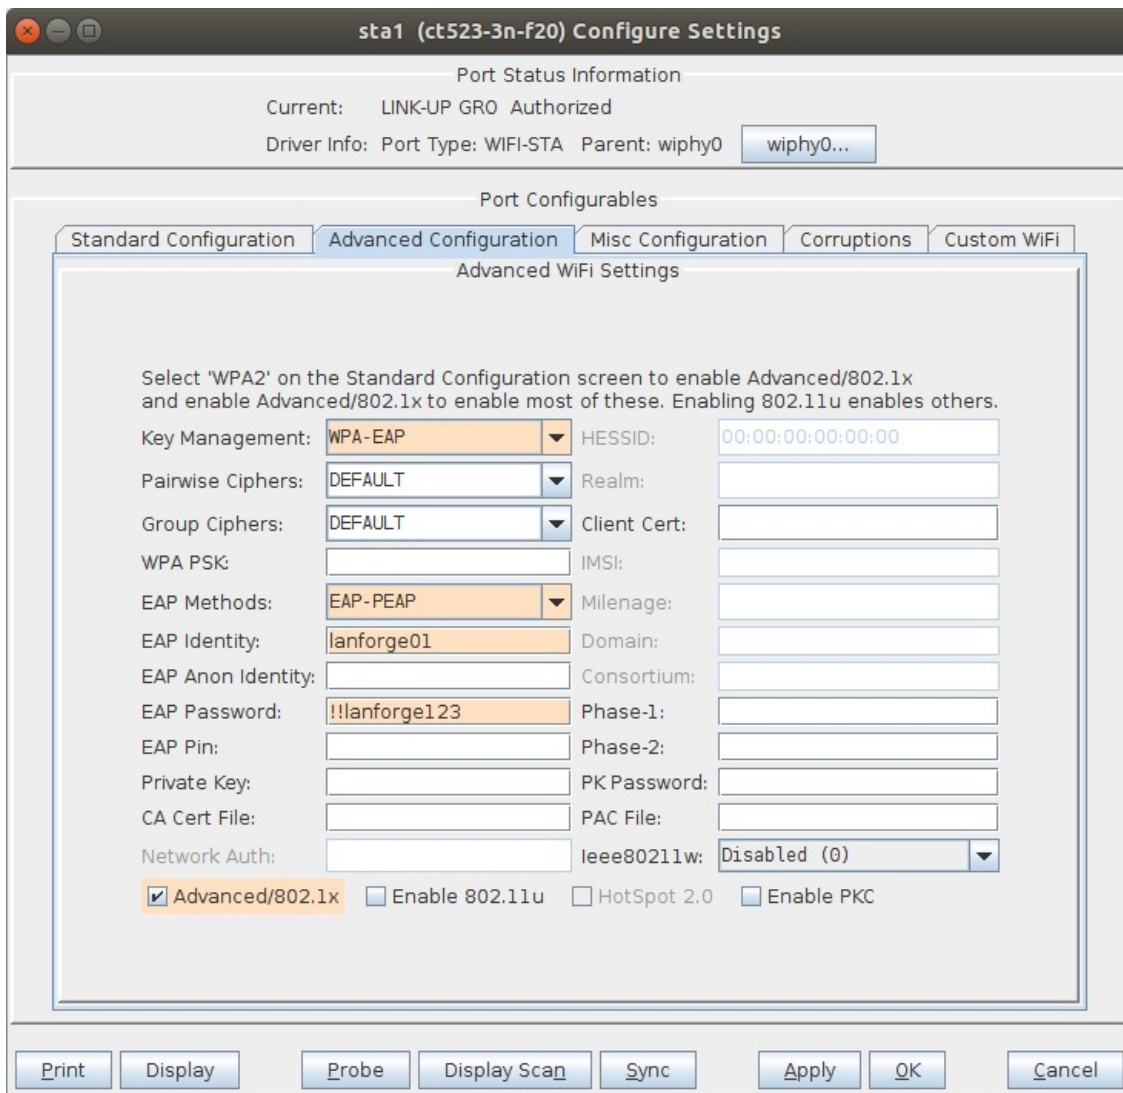 sta1 (ct523-3n-f20) Configure Settings
Port Status Information
Current: LINK-UP GRO Authorized
Driver Info: Port Type: WIFI-STA Parent: wiphy0 wiphy0...
Port Configurables
Standard Configuration Advanced Configuration Misc Configuration Corruptions Custom WiFi
Advanced WiFi Settings
Select 'WPA2' on the Standard Configuration screen to enable Advanced/802.1x
and enable Advanced/802.1x to enable most of these. Enabling 802.11u enables others.
Key Management: WPA-EAP HESSID: 00:00:00:00:00:00
Pairwise Ciphers: DEFAULT Realm:
Group Ciphers: DEFAULT Client Cert:
WPA PSK: IMSI:
EAP Methods: EAP-PEAP Milenage:
EAP Identity: lanforge01 Domain:
EAP Anon Identity: Consortium:
EAP Password: !!lanforge123 Phase-1:
EAP Pin: Phase-2:
Private Key: PK Password:
CA Cert File: PAC File:
Network Auth: Ieee80211w: Disabled (0)
Advanced/802.1x Enable 802.11u HotSpot 2.0 Enable PKC
Print Display Probe Display Scan Sync Apply OK Cancel